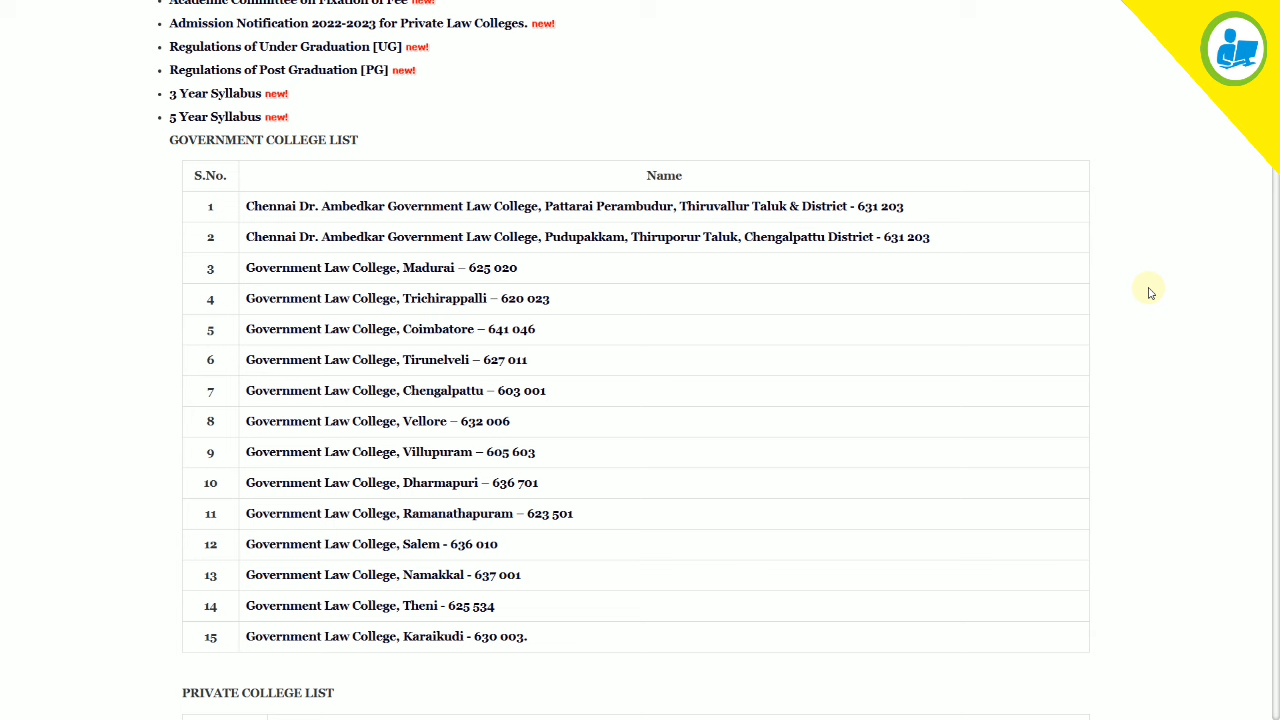 Academic Committee on Fixation of Fee new!
Admission Notification 2022-2023 for Private Law Colleges. new!
Regulations of Under Graduation [UG] new!
Regulations of Post Graduation [PG] new!
3 Year Syllabus new!
5 Year Syllabus new!
GOVERNMENT COLLEGE LIST
S.No. Name
1 Chennai Dr. Ambedkar Government Law College, Pattarai Perambudur, Thiruvallur Taluk & District - 631 203
2 Chennai Dr. Ambedkar Government Law College, Pudupakkam, Thiruporur Taluk, Chengalpattu District - 631 203
3 Government Law College, Madurai – 625 020
4 Government Law College, Trichirappalli – 620 023
5 Government Law College, Coimbatore – 641 046
6 Government Law College, Tirunelveli – 627 011
7 Government Law College, Chengalpattu – 603 001
8 Government Law College, Vellore – 632 006
9 Government Law College, Villupuram – 605 603
10 Government Law College, Dharmapuri – 636 701
11 Government Law College, Ramanathapuram – 623 501
12 Government Law College, Salem - 636 010
13 Government Law College, Namakkal - 637 001
14 Government Law College, Theni - 625 534
15 Government Law College, Karaikudi - 630 003.
PRIVATE COLLEGE LIST